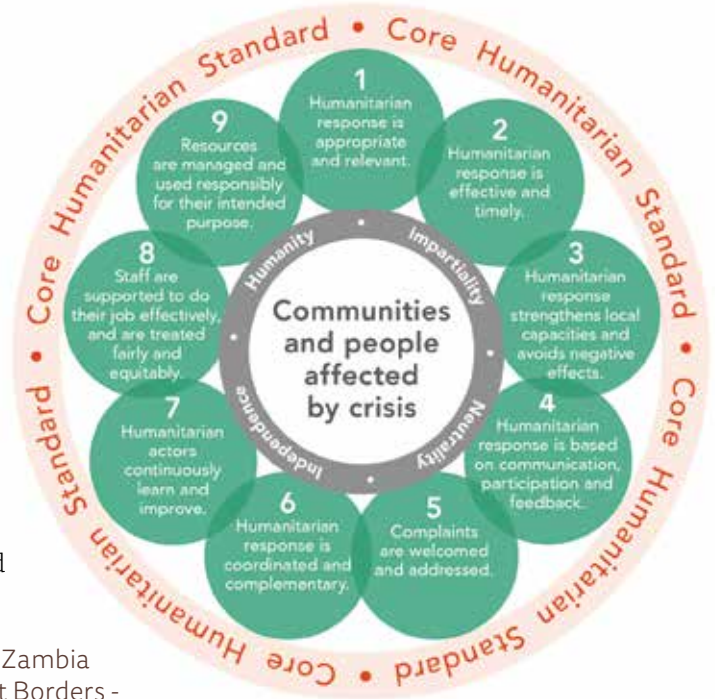 Core Humanitarian Standard • Core Humanitarian Standard • Core Humanitarian Standard • Core Humanitarian Standard •
1
Humanitarian
response is
appropriate
and relevant.
2
Humanitarian
response is
effective and
timely.
3
Humanitarian
response
strengthens local
capacities and
avoids negative
effects.
4
Humanitarian
response is based
on communication,
participation and
feedback.
5
Complaints
are welcomed
and addressed.
6
Humanitarian
response is
coordinated and
complementary.
7
Humanitarian
actors
continuously
learn and
improve.
8
Staff are
supported to do
their job effectively,
and are treated
fairly and
equitably.
9
Resources
are managed and
used responsibly
for their intended
purpose.
Humanity • Impartiality • Neutrality • Independence •
Communities
and people
affected
by crisis
Zambia
t Borders -